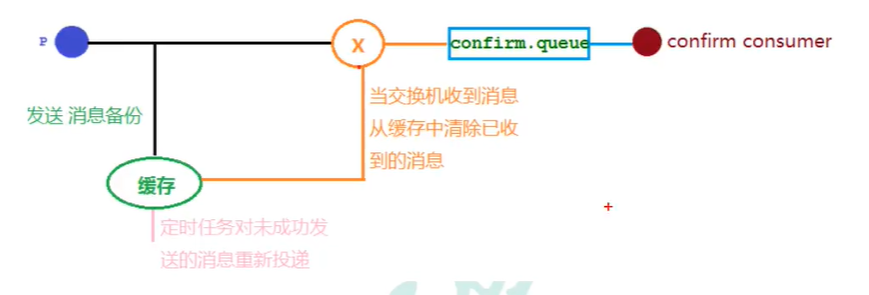 P
X
confirm.queue
confirm consumer
发送 消息备份
当交换机收到消息
从缓存中清除已收
到的消息
缓存
定时任务对未成功发
送的消息重新投递